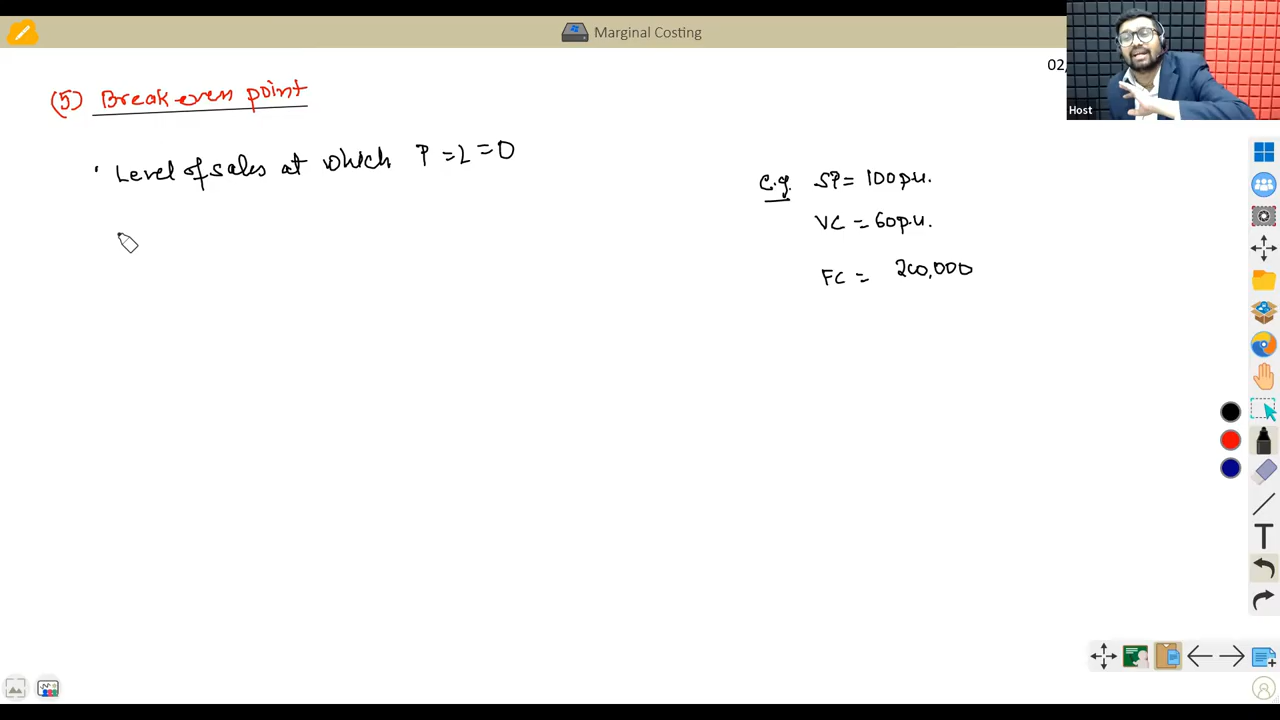 Marginal Costing
02,
Host
(5) Break-even point
• Level of sales at which P = L = 0
e.g. SP = 100 p.u.
VC = 60 p.u.
FC = 200,000
T